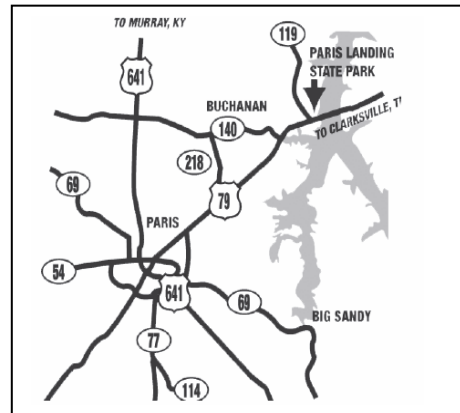 TO MURRAY, KY
119
PARIS LANDING
STATE PARK
641
BUCHANAN
140
TO CLARKSVILLE, T
218
69
79
PARIS
54
641
69
BIG SANDY
77
114